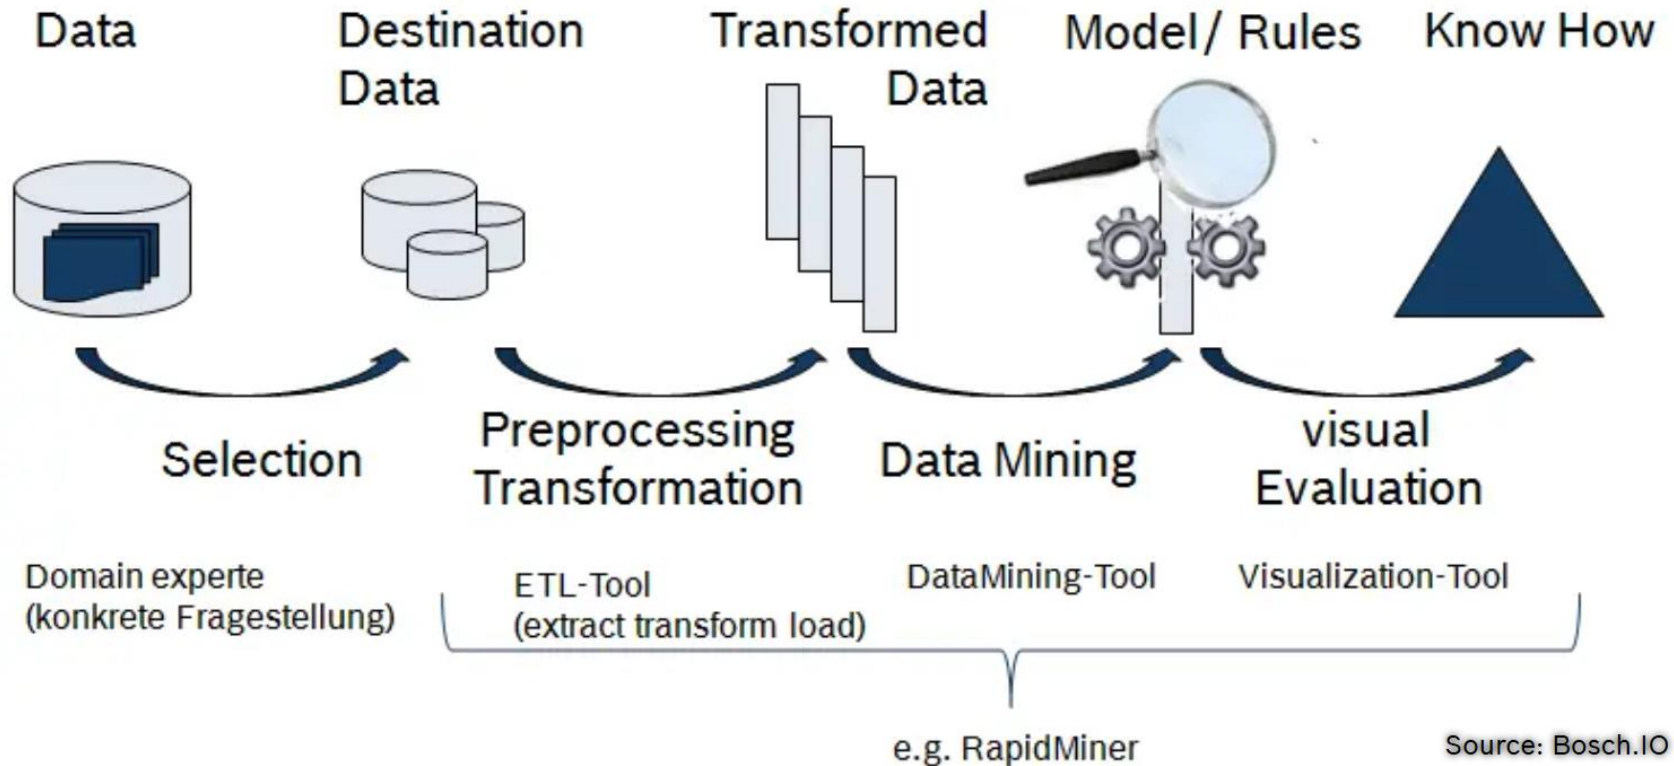 Data
Destination
Data
Transformed
Data
Model/ Rules
Know How
Selection
Preprocessing
Transformation
Data Mining
visual
Evaluation
Domain experte
(konkrete Fragestellung)
ETL-Tool
(extract transform load)
DataMining-Tool
Visualization-Tool
e.g. RapidMiner
Source: Bosch.IO